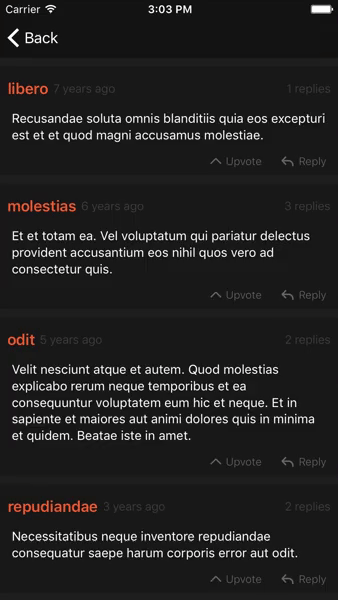 Carrier 3:03 PM
Back
libero 7 years ago 1 replies
Recusandae soluta omnis blanditiis quia eos excepturi
est et et quod magni accusamus molestiae.
Upvote Reply
molestias 6 years ago 3 replies
Et et totam ea. Vel voluptatum qui pariatur delectus
provident accusantium eos nihil quos vero ad
consectetur quis.
Upvote Reply
odit 5 years ago 2 replies
Velit nesciunt atque et autem. Quod molestias
explicabo rerum neque temporibus et ea
consequuntur voluptatem eum hic et neque. Et in
sapiente et maiores aut animi dolores quis in minima
et quidem. Beatae iste in amet.
Upvote Reply
repudiandae 3 years ago 2 replies
Necessitatibus neque inventore repudiandae
consequatur saepe harum corporis error aut odit.
Upvote Reply